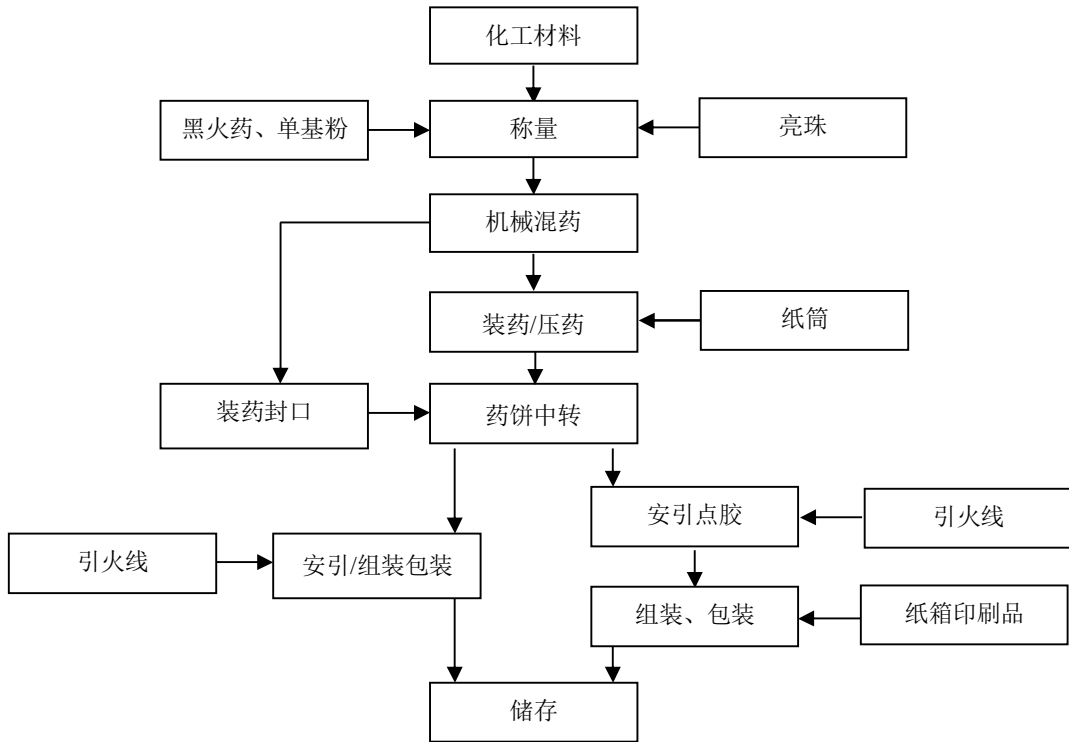 化工材料
黑火药、单基粉
称量
亮珠
机械混药
装药/压药
纸筒
装药封口
药饼中转
安引点胶
引火线
引火线
安引/组装包装
组装、包装
纸箱印刷品
储存